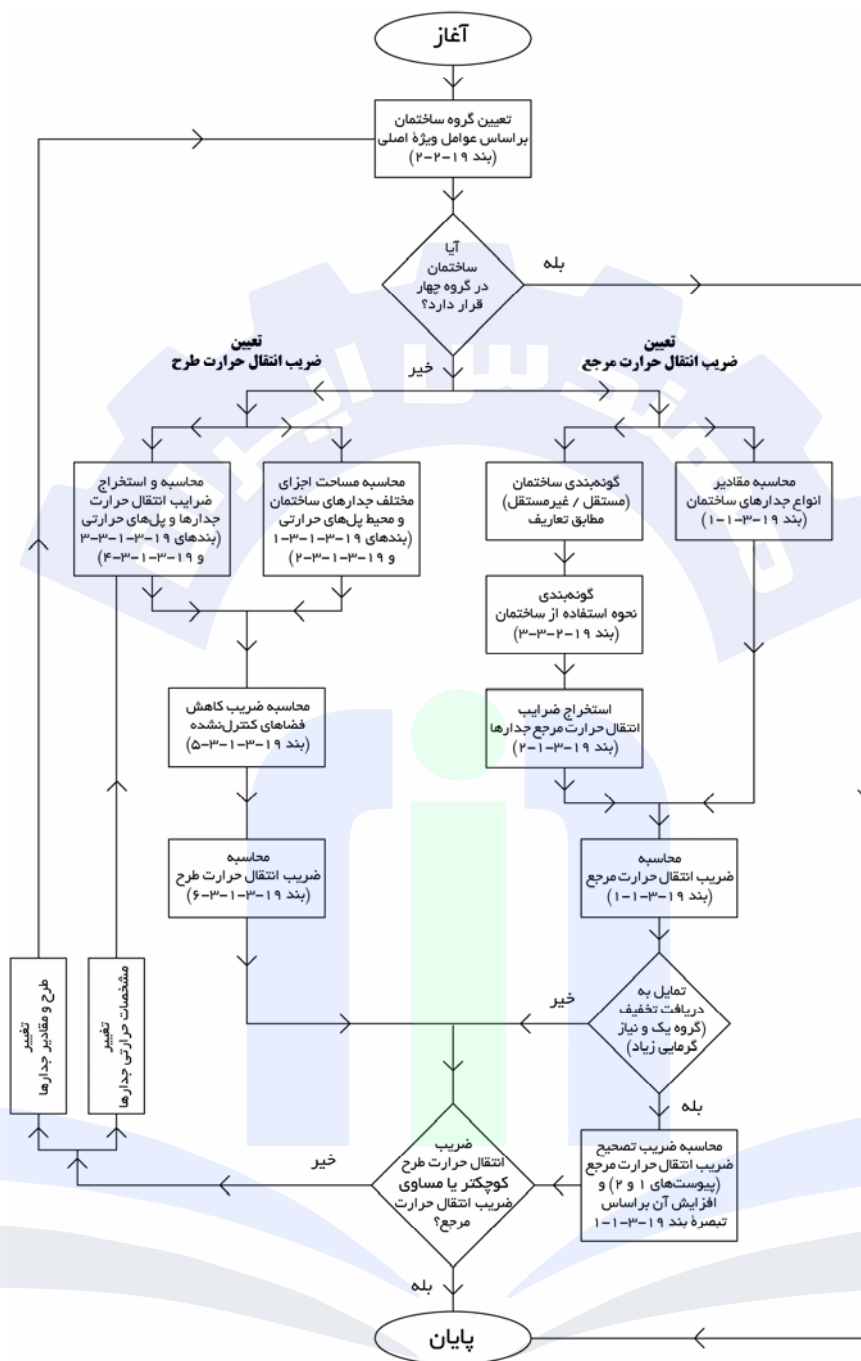 آغاز
تعیین گروه ساختمان
براساس عوامل ویژهٔ اصلی
(بند ۱۹-۲-۲)
آیا
ساختمان
در گروه چهار
قرار دارد؟
بله
خیر
تعیین
ضریب انتقال حرارت مرجع
تعیین
ضریب انتقال حرارت طرح
محاسبه مقادیر
انواع جدارهای ساختمان
(بند ۱۹-۳-۱-۱)
گونه‌بندی ساختمان
(مستقل / غیرمستقل)
مطابق تعاریف
محاسبه مساحت اجزای
مختلف جدارهای ساختمان
و محیط پل‌های حرارتی
(بندهای ۱۹-۳-۱-۳-۱
و ۱۹-۳-۱-۳-۲)
محاسبه و استخراج
ضرایب انتقال حرارت
جدارها و پل‌های حرارتی
(بندهای ۱۹-۳-۱-۳-۳
و ۱۹-۳-۱-۳-۴)
گونه‌بندی
نحوه استفاده از ساختمان
(بند ۱۹-۲-۳-۳)
استخراج ضرایب
انتقال حرارت مرجع جدارها
(بند ۱۹-۳-۱-۲)
محاسبه ضریب کاهش
فضاهای کنترل‌نشده
(بند ۱۹-۳-۱-۳-۵)
محاسبه
ضریب انتقال حرارت مرجع
(بند ۱۹-۳-۱-۱)
محاسبه
ضریب انتقال حرارت طرح
(بند ۱۹-۳-۱-۳-۶)
تمایل به
دریافت تخفیف
(گروه یک و نیاز
گرمایی زیاد)
خیر
بله
تغییر
مشخصات حرارتی جدارها
تغییر
طرح و مقادیر جدارها
محاسبه ضریب تصحیح
ضریب انتقال حرارت مرجع
(پیوست‌های ۱ و ۲) و
افزایش آن براساس
تبصرهٔ بند ۱۹-۳-۱-۱
ضریب
انتقال حرارت طرح
کوچکتر یا مساوی
ضریب انتقال حرارت
مرجع؟
خیر
بله
پایان
مهندس ایران